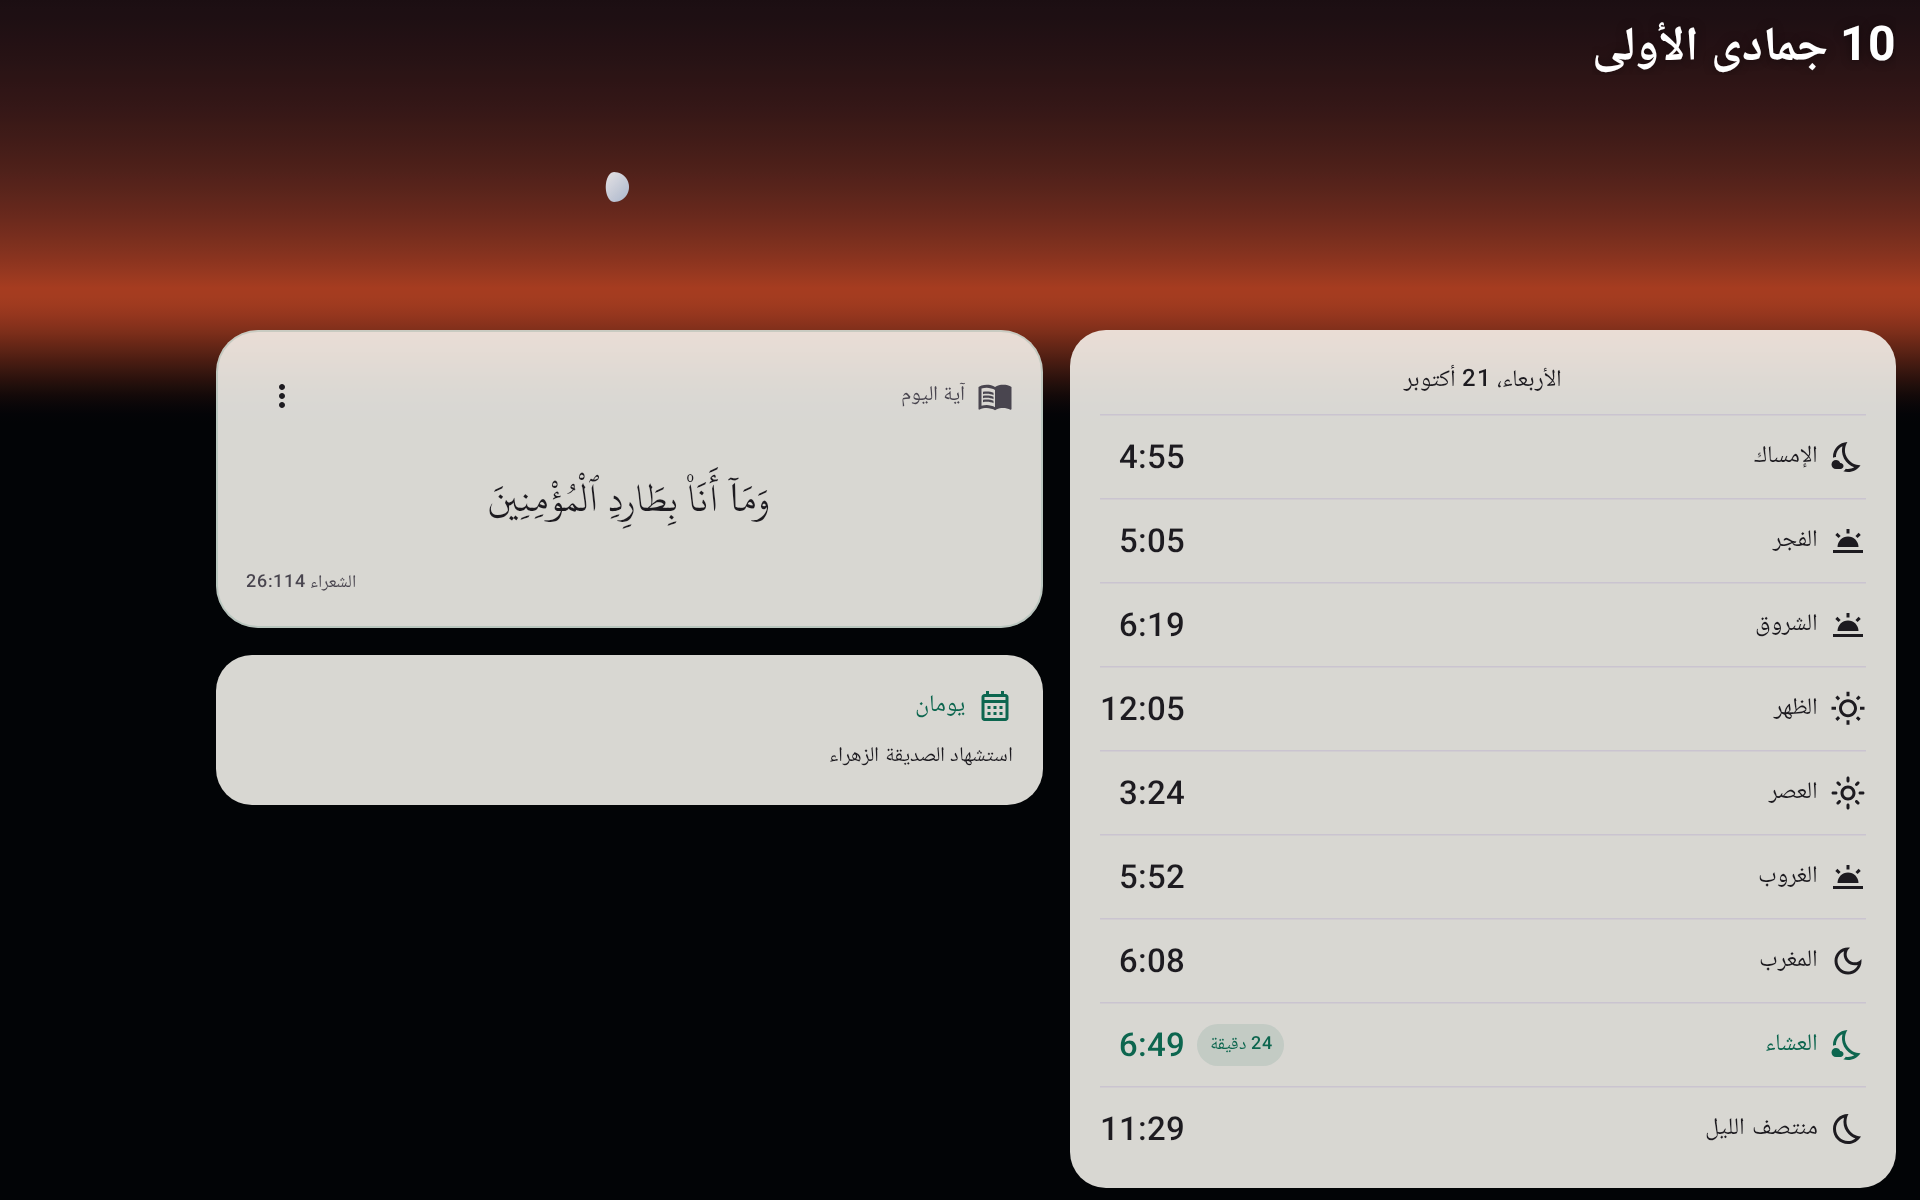 10 جمادى الأولى
الأربعاء، 21 أكتوبر
الإمساك 4:55
الفجر 5:05
الشروق 6:19
الظهر 12:05
العصر 3:24
الغروب 5:52
المغرب 6:08
العشاء 24 دقيقة 6:49
منتصف الليل 11:29
آية اليوم
وَمَآ أَنَا۠ بِطَارِدِ ٱلْمُؤْمِنِينَ
الشعراء 26:114
يومان
استشهاد الصديقة الزهراء